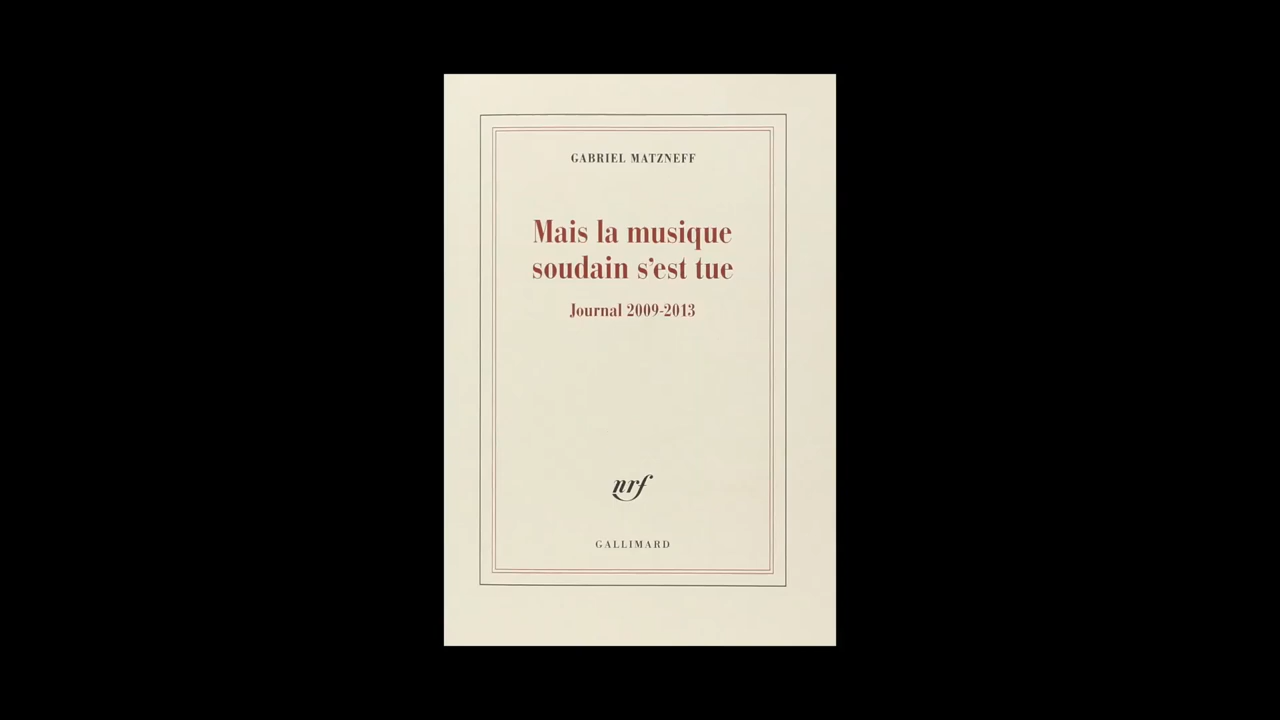 GABRIEL MATZNEFF
Mais la musique
soudain s'est tue
Journal 2009-2013
nrf
GALLIMARD